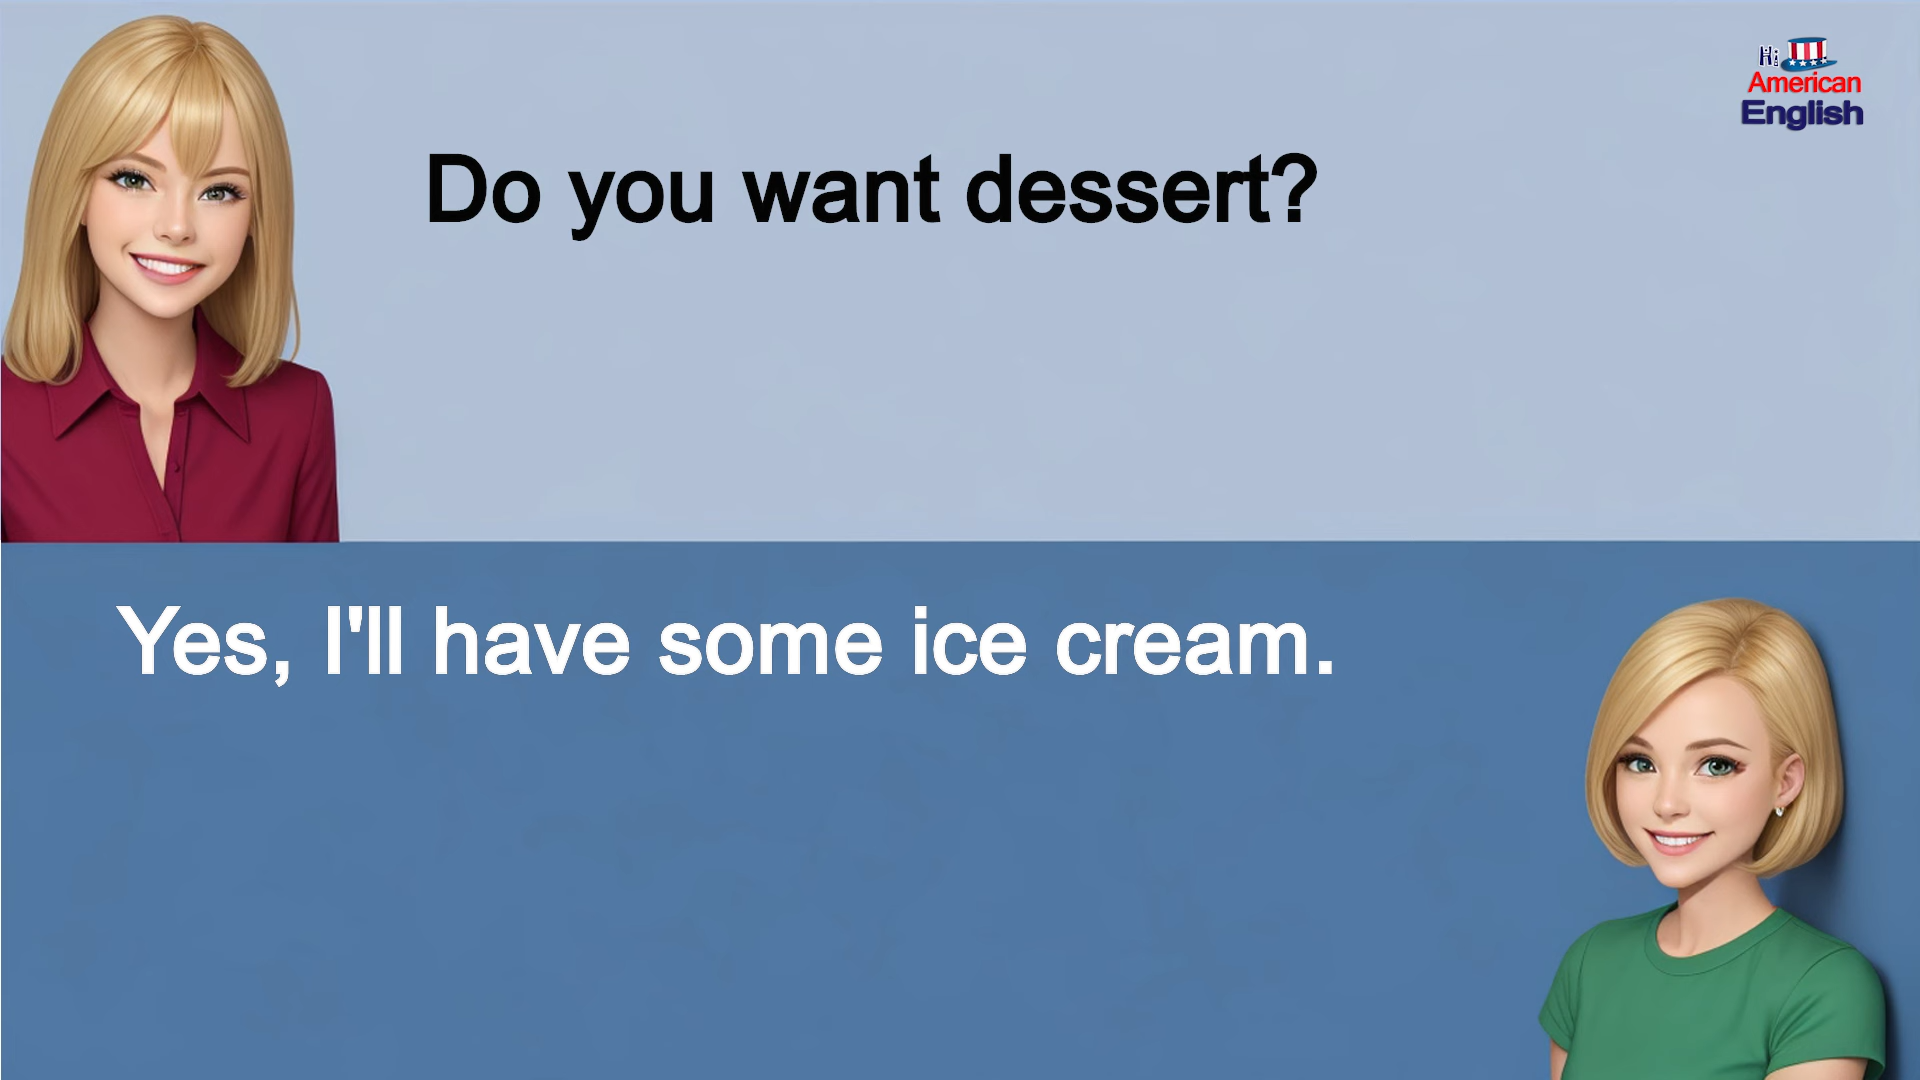 Hi
American
English
Do you want dessert?
Yes, I'll have some ice cream.